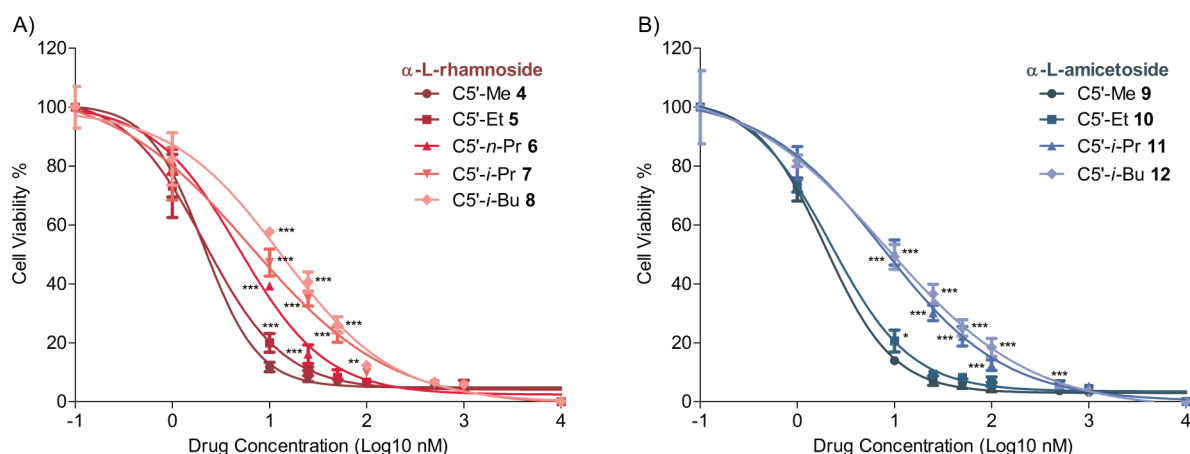 A)
120
100
80
60
40
20
0
Cell Viability %
-1
0
1
2
3
4
Drug Concentration (Log10 nM)
α-L-rhamnoside
C5'-Me 4
C5'-Et 5
C5'-n-Pr 6
C5'-i-Pr 7
C5'-i-Bu 8
***
***
***
***
***
***
***
***
***
**
B)
120
100
80
60
40
20
0
Cell Viability %
-1
0
1
2
3
4
Drug Concentration (Log10 nM)
α-L-amicetoside
C5'-Me 9
C5'-Et 10
C5'-i-Pr 11
C5'-i-Bu 12
***
***
***
***
***
*
***
***
***
***